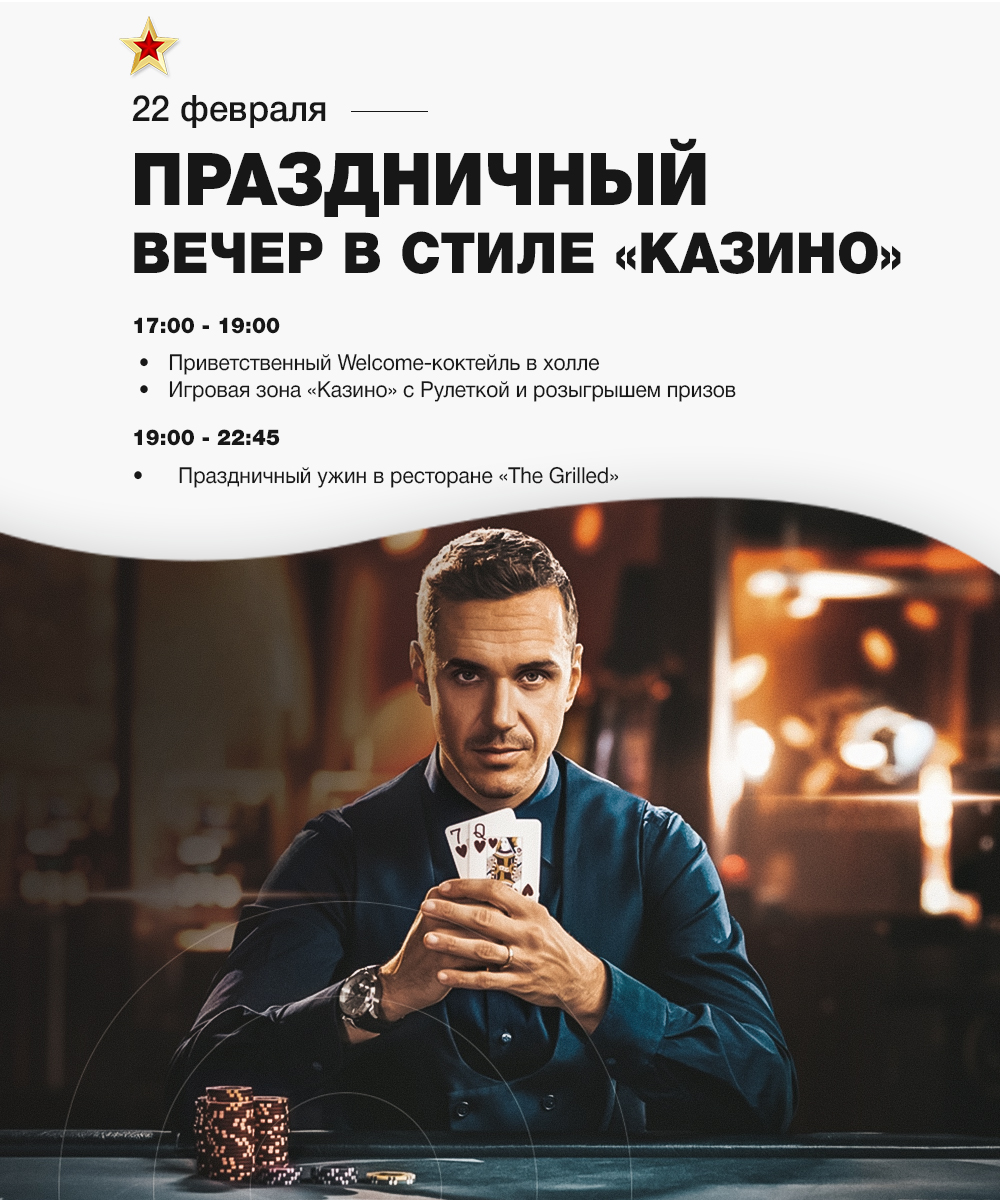 22 февраля
ПРАЗДНИЧНЫЙ
ВЕЧЕР В СТИЛЕ «КАЗИНО»
17:00 - 19:00
• Приветственный Welcome-коктейль в холле
• Игровая зона «Казино» с Рулеткой и розыгрышем призов
19:00 - 22:45
• Праздничный ужин в ресторане «The Grilled»
7 Q